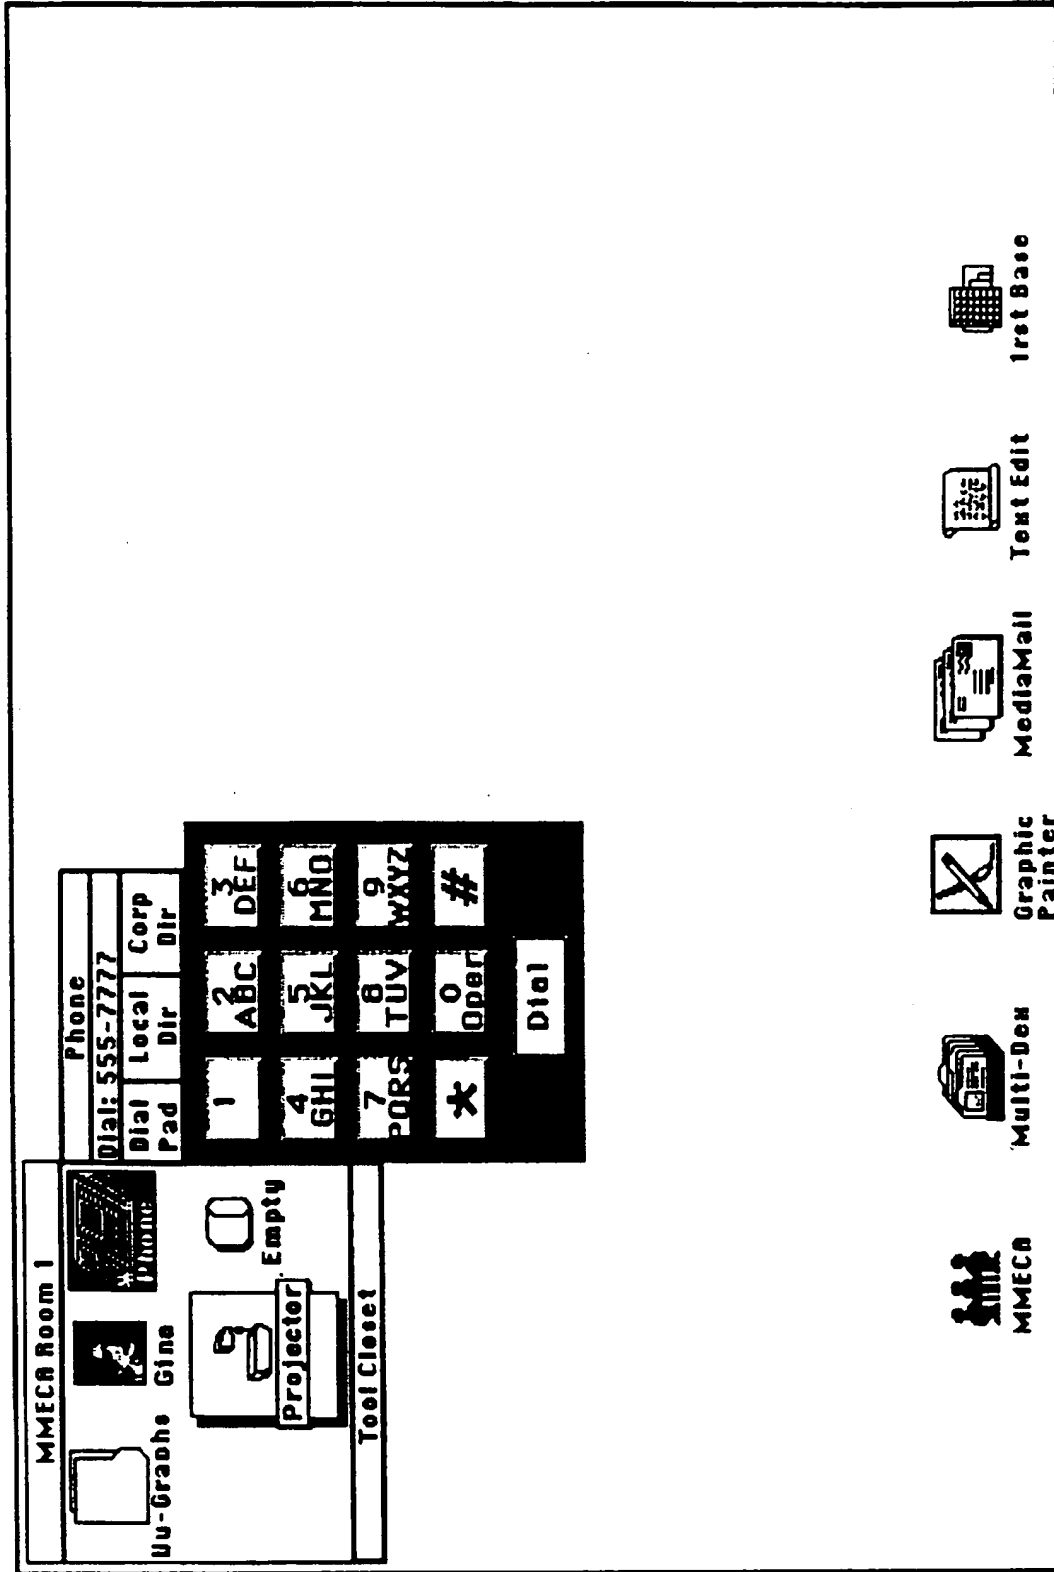 MMECA Room 1
Phone
Dial: 555-7777
Dial Pad
Local Dir
Corp Dir
Vu-Graphs
Gina
Phone
Projector
Empty
Tool Closet
1
2 ABC
3 DEF
4 GHI
5 JKL
6 MNO
7 PQRS
8 TUV
9 WXYZ
*
0 Oper
#
Dial
MMECA
Multi-Dex
Graphic
Painter
MediaMail
Text Edit
1rst Base